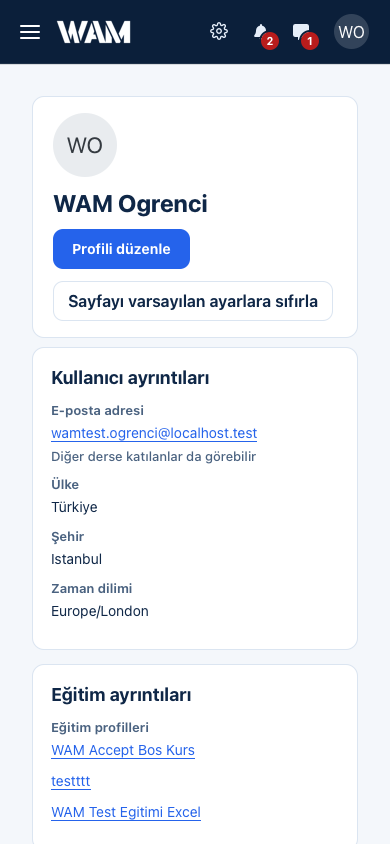 WAM
2
1
WO
WO
WAM Ogrenci
Profili düzenle
Sayfayı varsayılan ayarlara sıfırla
Kullanıcı ayrıntıları
E-posta adresi
wamtest.ogrenci@localhost.test
Diğer derse katılanlar da görebilir
Ülke
Türkiye
Şehir
Istanbul
Zaman dilimi
Europe/London
Eğitim ayrıntıları
Eğitim profilleri
WAM Accept Bos Kurs
testttt
WAM Test Egitimi Excel